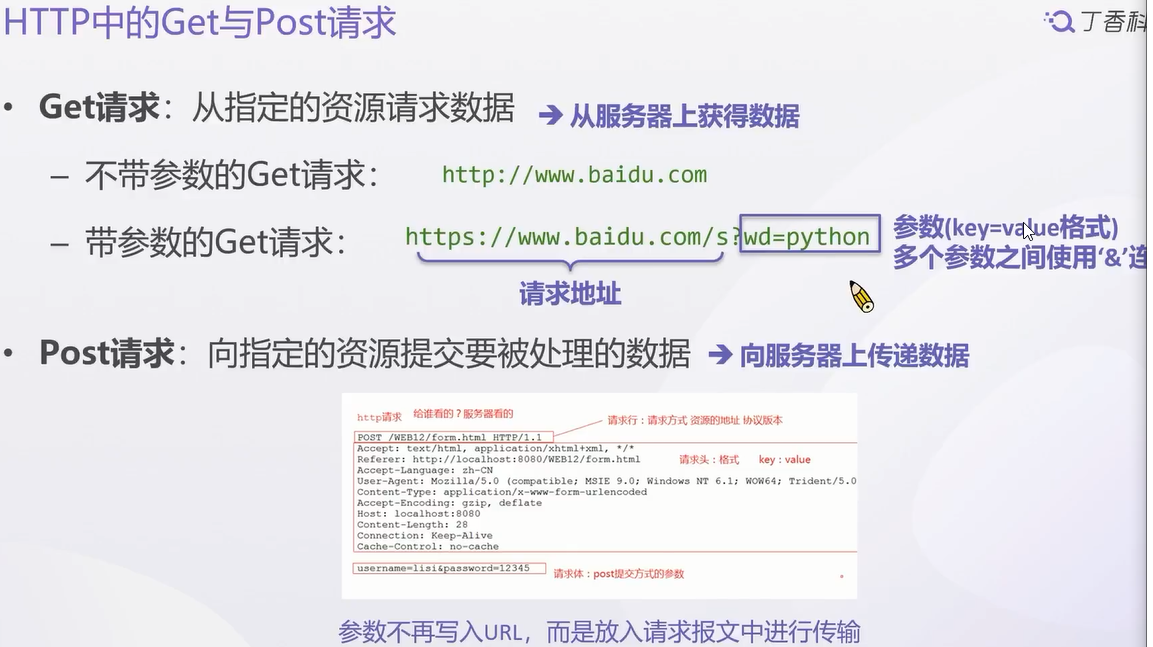 HTTP中的Get与Post请求
丁香科
• Get请求：从指定的资源请求数据 → 从服务器上获得数据
– 不带参数的Get请求： http://www.baidu.com
– 带参数的Get请求： https://www.baidu.com/s?wd=python
参数(key=value格式)
多个参数之间使用‘&’连
请求地址
• Post请求：向指定的资源提交要被处理的数据 → 向服务器上传递数据
http请求 给谁看的？服务器看的
请求行：请求方式 资源的地址 协议版本
POST /WEB12/form.html HTTP/1.1
Accept: text/html, application/xhtml+xml, */*
Referer: http://localhost:8080/WEB12/form.html
请求头：格式 key：value
Accept-Language: zh-CN
User-Agent: Mozilla/5.0 (compatible; MSIE 9.0; Windows NT 6.1; WOW64; Trident/5.0
Content-Type: application/x-www-form-urlencoded
Accept-Encoding: gzip, deflate
Host: localhost:8080
Content-Length: 28
Connection: Keep-Alive
Cache-Control: no-cache
username=lisi&password=12345
请求体：post提交方式的参数
参数不再写入URL，而是放入请求报文中进行传输